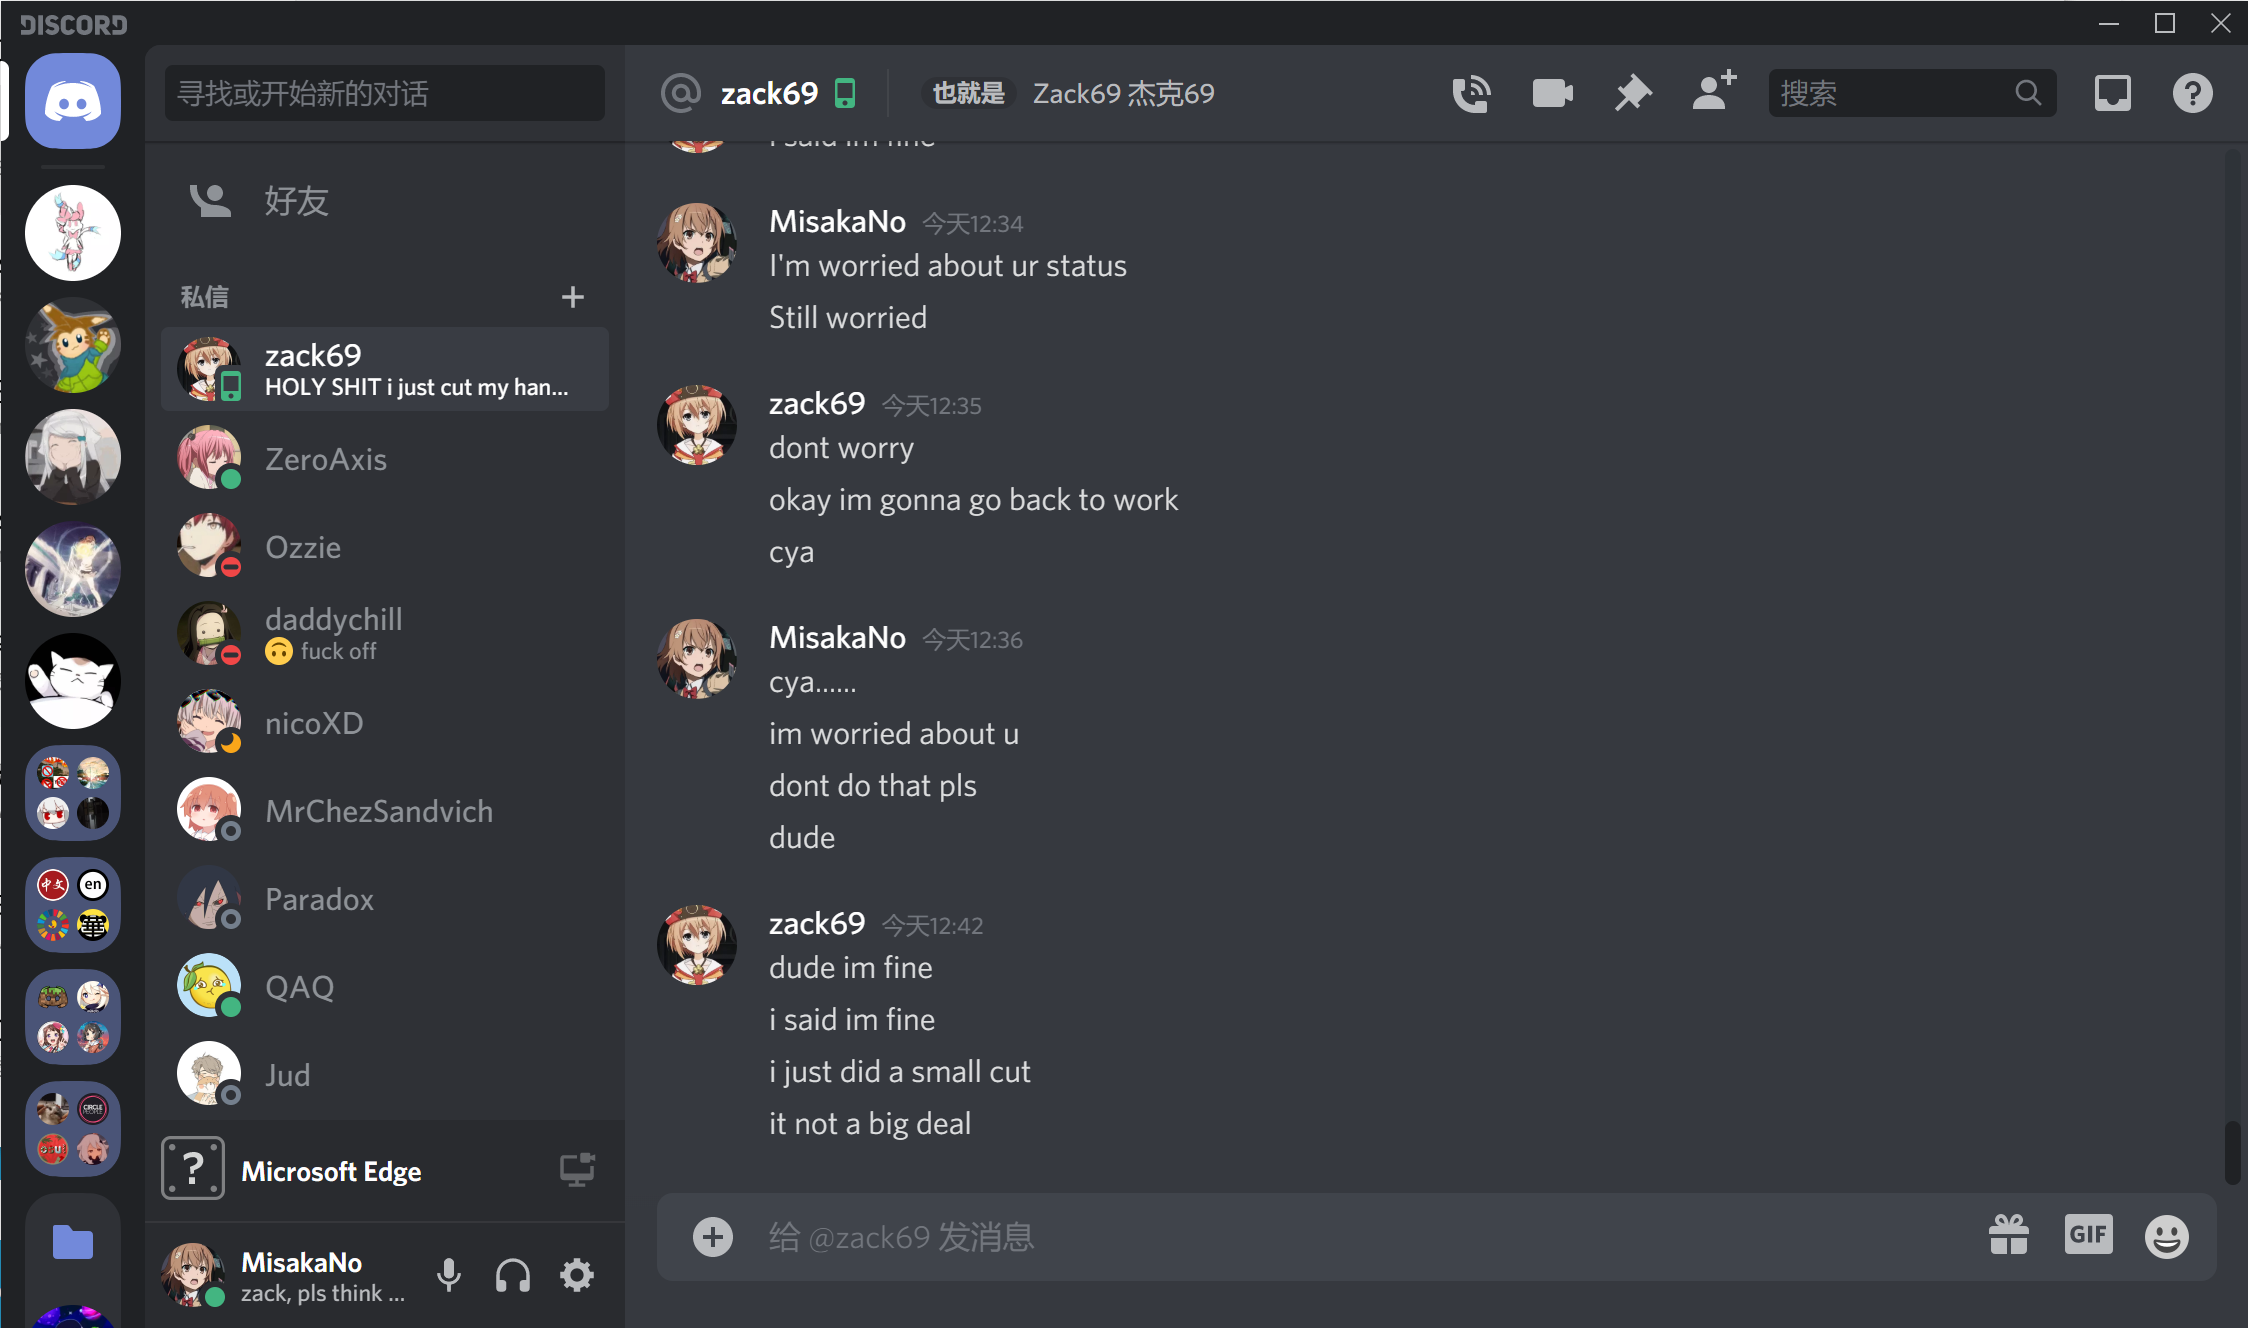 DISCORD
寻找或开始新的对话
好友
私信
zack69
HOLY SHIT i just cut my han...
ZeroAxis
Ozzie
daddychill
fuck off
nicoXD
MrChezSandvich
Paradox
QAQ
Jud
Microsoft Edge
MisakaNo
zack, pls think ...
中文
en
zack69
也就是
Zack69 杰克69
搜索
i said im fine
MisakaNo 今天12:34
I'm worried about ur status
Still worried
zack69 今天12:35
dont worry
okay im gonna go back to work
cya
MisakaNo 今天12:36
cya......
im worried about u
dont do that pls
dude
zack69 今天12:42
dude im fine
i said im fine
i just did a small cut
it not a big deal
给 @zack69 发消息
GIF